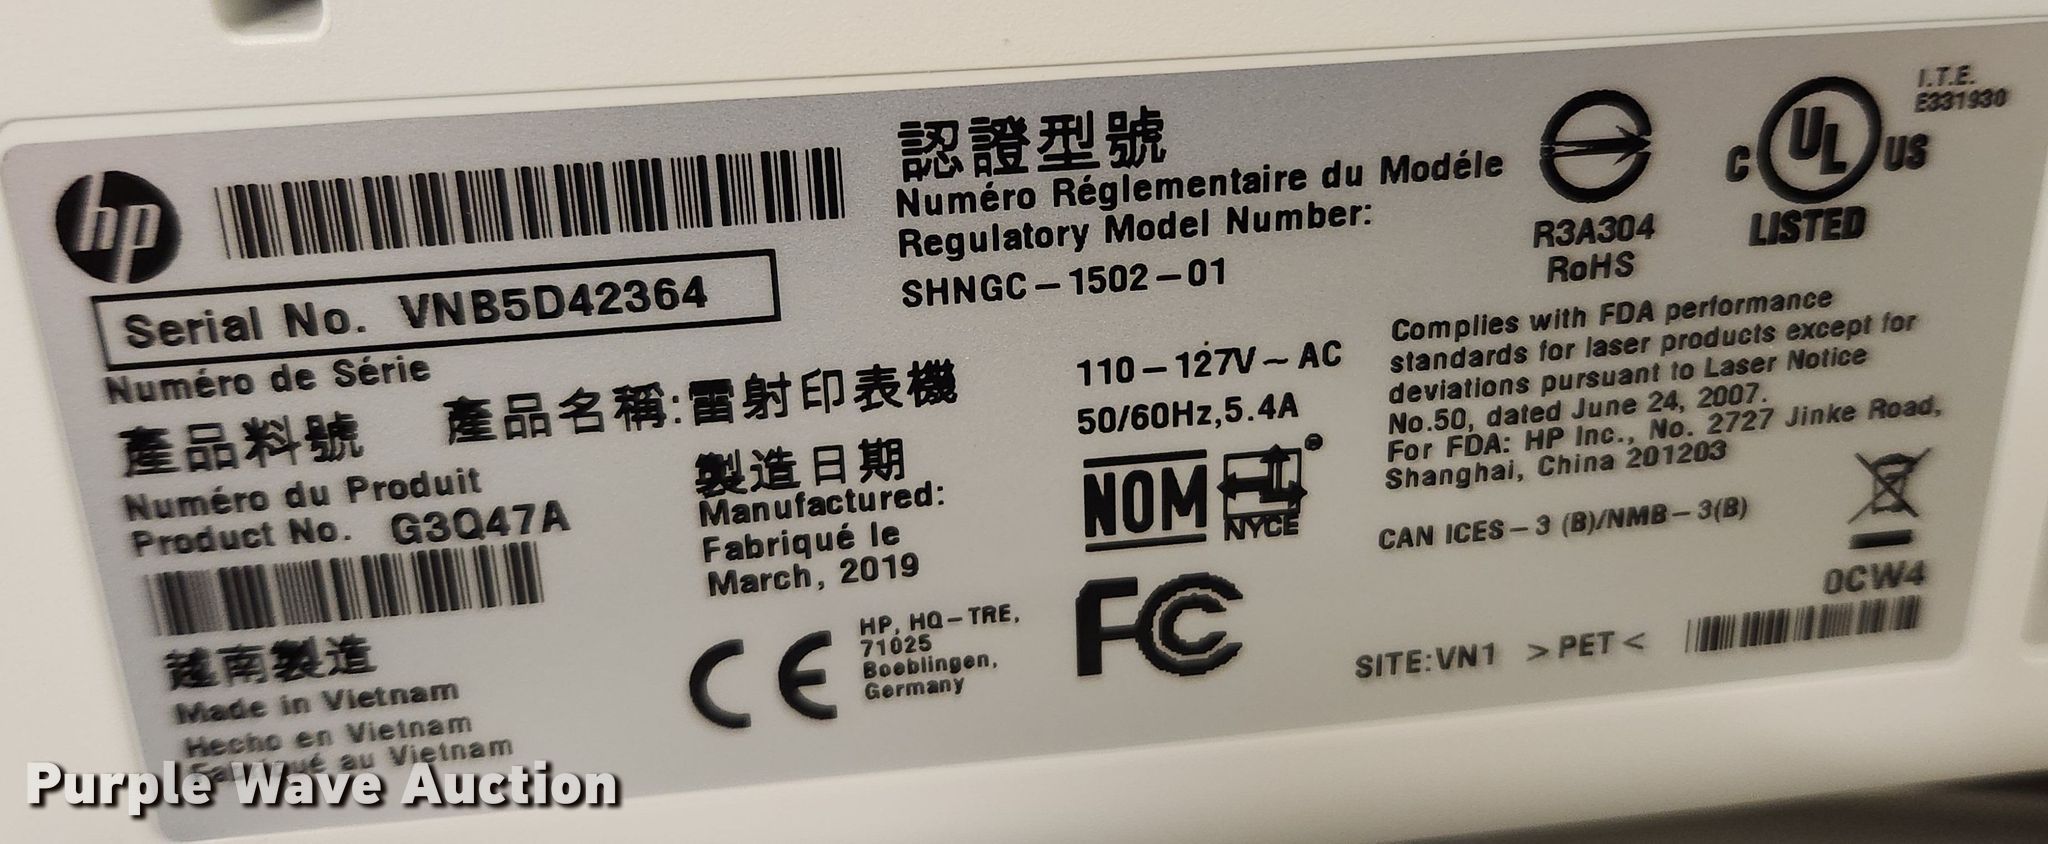 hp
Serial No. VNB5D42364
Numéro de Série
產品料號
Numéro du Produit
Product No. G3Q47A
越南製造
Made in Vietnam
Hecho en Vietnam
Fabriqué au Vietnam
產品名稱:雷射印表機
製造日期
Manufactured:
Fabriqué le
March, 2019
CE
HP, HQ-TRE,
71025
Boeblingen,
Germany
認證型號
Numéro Réglementaire du Modéle
Regulatory Model Number:
SHNGC-1502-01
110-127V~ AC
50/60Hz,5.4A
NOM
NYCE
®
FC
R3A304
RoHS
I.T.E.
E331930
C UL US
LISTED
Complies with FDA performance
standards for laser products except for
deviations pursuant to Laser Notice
No.50, dated June 24, 2007.
For FDA: HP Inc., No. 2727 Jinke Road,
Shanghai, China 201203
CAN ICES-3 (B)/NMB-3(B)
0CW4
SITE:VN1 >PET<
Purple Wave Auction